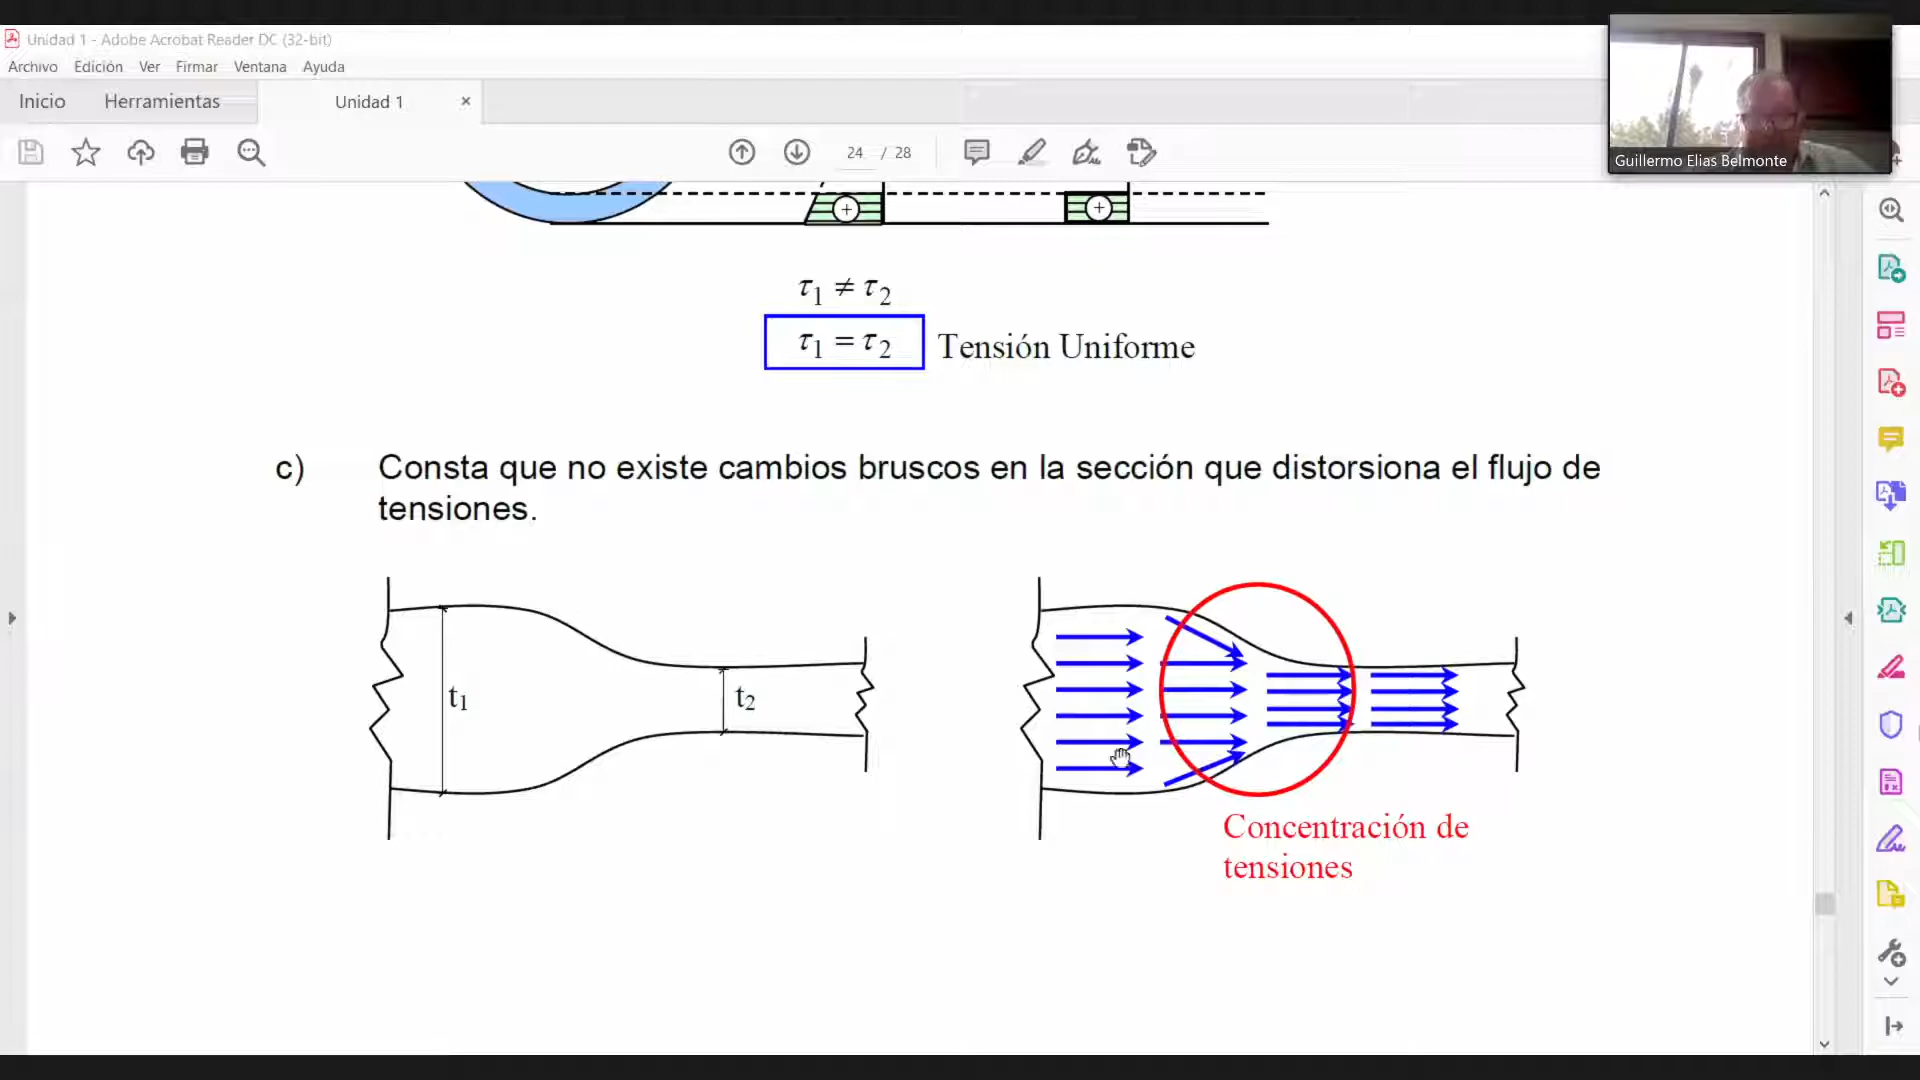 Unidad 1 - Adobe Acrobat Reader DC (32-bit)
Archivo Edición Ver Firmar Ventana Ayuda
Inicio Herramientas Unidad 1 ×
24 / 28
Guillermo Elias Belmonte
+ +
τ1 ≠ τ2
τ1 = τ2 Tensión Uniforme
c) Consta que no existe cambios bruscos en la sección que distorsiona el flujo de
tensiones.
t1 t2
Concentración de
tensiones